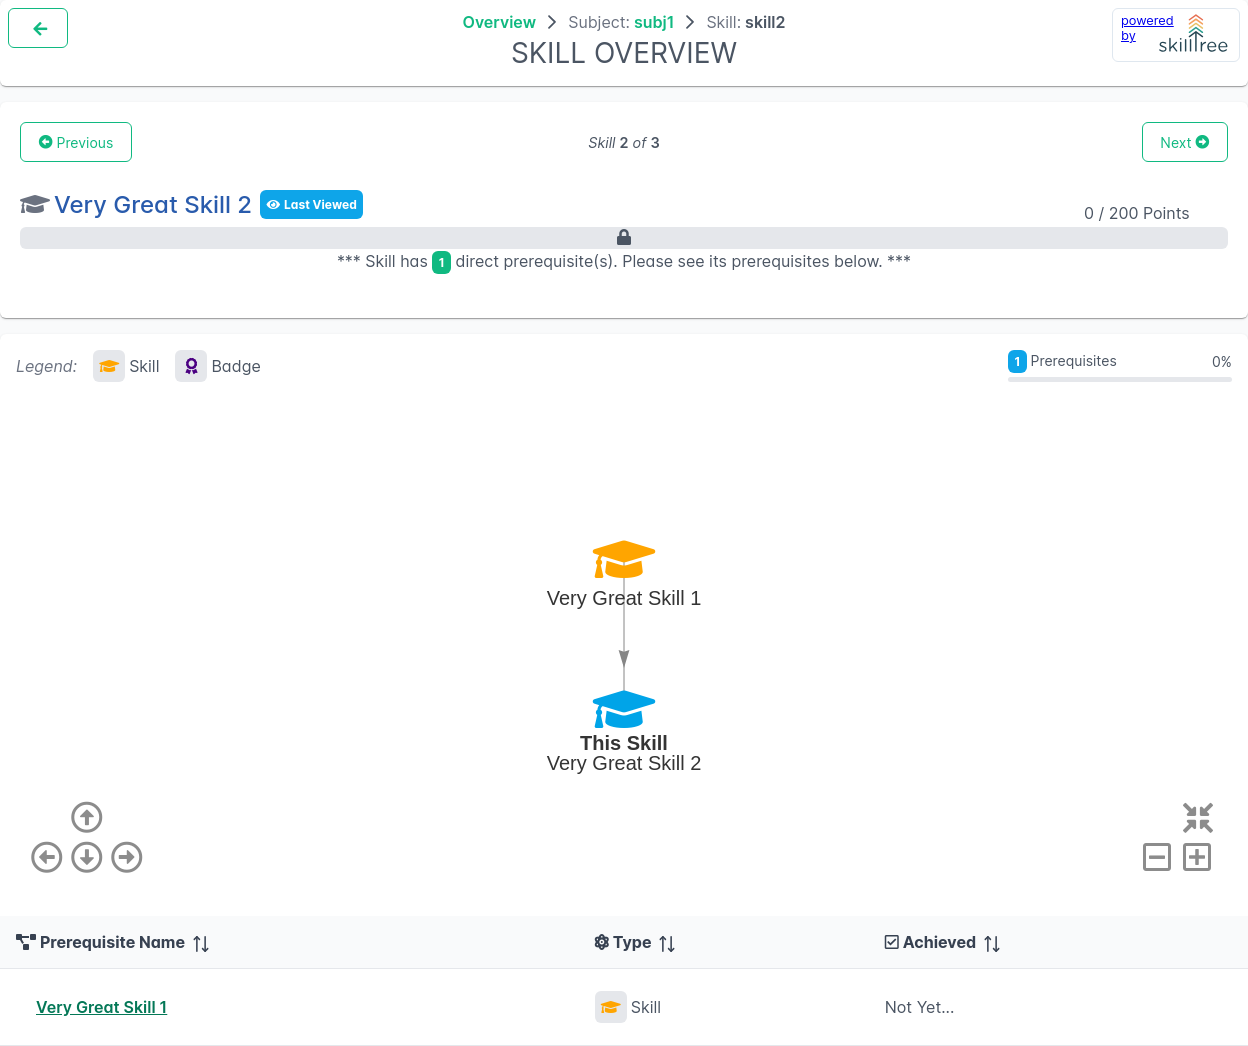 Overview > Subject: subj1 > Skill: skill2
SKILL OVERVIEW
powered by skilltree
Previous
Skill 2 of 3
Next
Very Great Skill 2
Last Viewed
0 / 200 Points
*** Skill has 1 direct prerequisite(s). Please see its prerequisites below. ***
Legend: Skill Badge
1 Prerequisites 0%
Very Great Skill 1
This Skill
Very Great Skill 2
Prerequisite Name Type Achieved
Very Great Skill 1 Skill Not Yet...